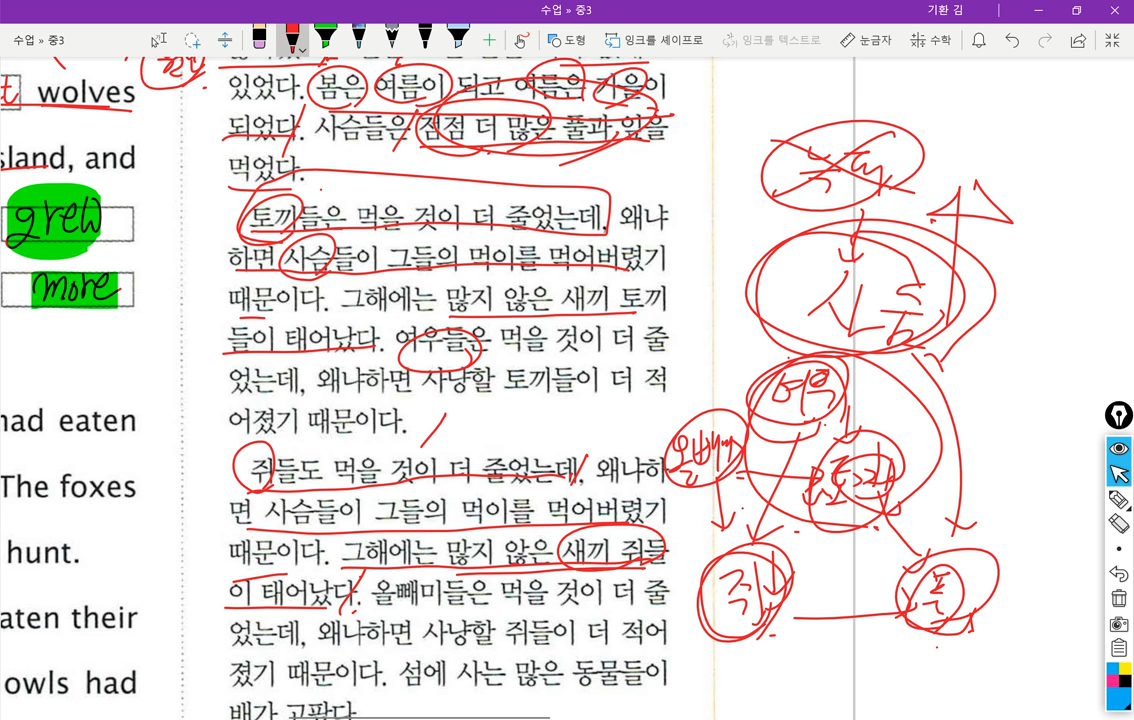 수업 » 중3
기환 김
수업 » 중3
도형
잉크를 셰이프로
잉크를 텍스트로
눈금자
수학
t wolves
sland, and
grew
more
had eaten
The foxes
hunt.
aten their
owls had
있었다. 봄은 여름이 되고 여름은 가을이
되었다. 사슴들은 점점 더 많은 풀과 잎을
먹었다.
토끼들은 먹을 것이 더 줄었는데, 왜냐
하면 사슴들이 그들의 먹이를 먹어버렸기
때문이다. 그해에는 많지 않은 새끼 토끼
들이 태어났다. 여우들은 먹을 것이 더 줄
었는데, 왜냐하면 사냥할 토끼들이 더 적
어졌기 때문이다.
쥐들도 먹을 것이 더 줄었는데, 왜냐하
면 사슴들이 그들의 먹이를 먹어버렸기
때문이다. 그해에는 많지 않은 새끼 쥐들
이 태어났다. 올빼미들은 먹을 것이 더 줄
었는데, 왜냐하면 사냥할 쥐들이 더 적어
졌기 때문이다. 섬에 사는 많은 동물들이
배가 고팠다.
사슴
여우
올빼미
토끼
쥐
풀